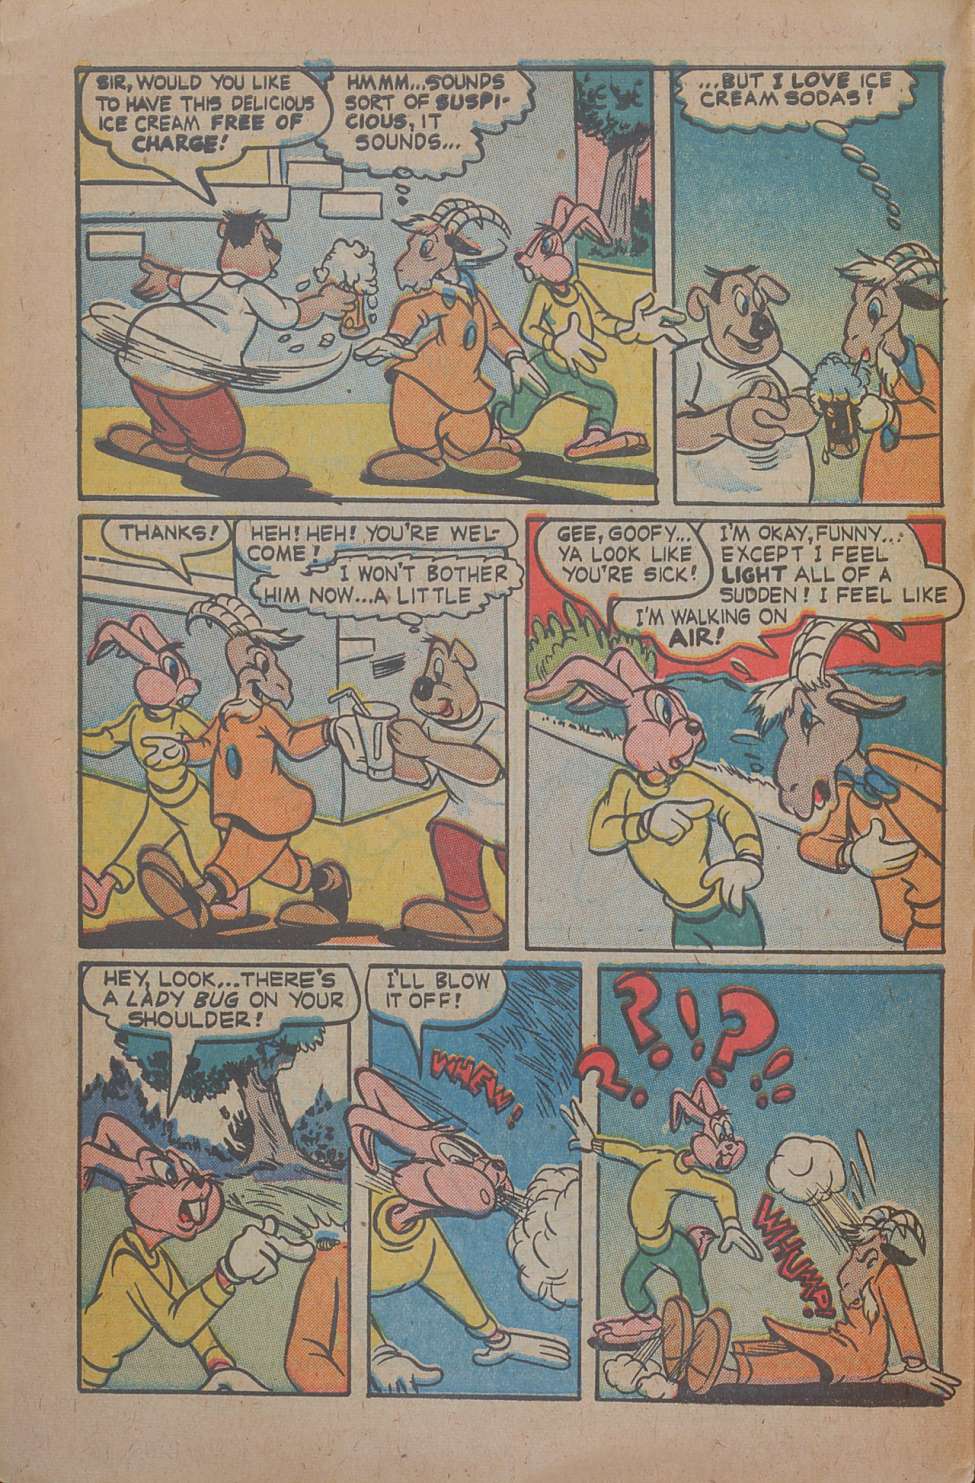 SIR, WOULD YOU LIKE
TO HAVE THIS DELICIOUS
ICE CREAM FREE OF
CHARGE!
HMMM...SOUNDS
SORT OF SUSPI-
CIOUS, IT
SOUNDS...
...BUT I LOVE ICE
CREAM SODAS!
THANKS!
HEH! HEH! YOU'RE WEL-
COME!
I WON'T BOTHER
HIM NOW...A LITTLE
GEE, GOOFY...
YA LOOK LIKE
YOU'RE SICK!
I'M OKAY, FUNNY...
EXCEPT I FEEL
LIGHT ALL OF A
SUDDEN! I FEEL LIKE
I'M WALKING ON
AIR!
HEY, LOOK,...THERE'S
A LADY BUG ON YOUR
SHOULDER!
I'LL BLOW
IT OFF!
WHEW!
??!?!!
WHUMP!